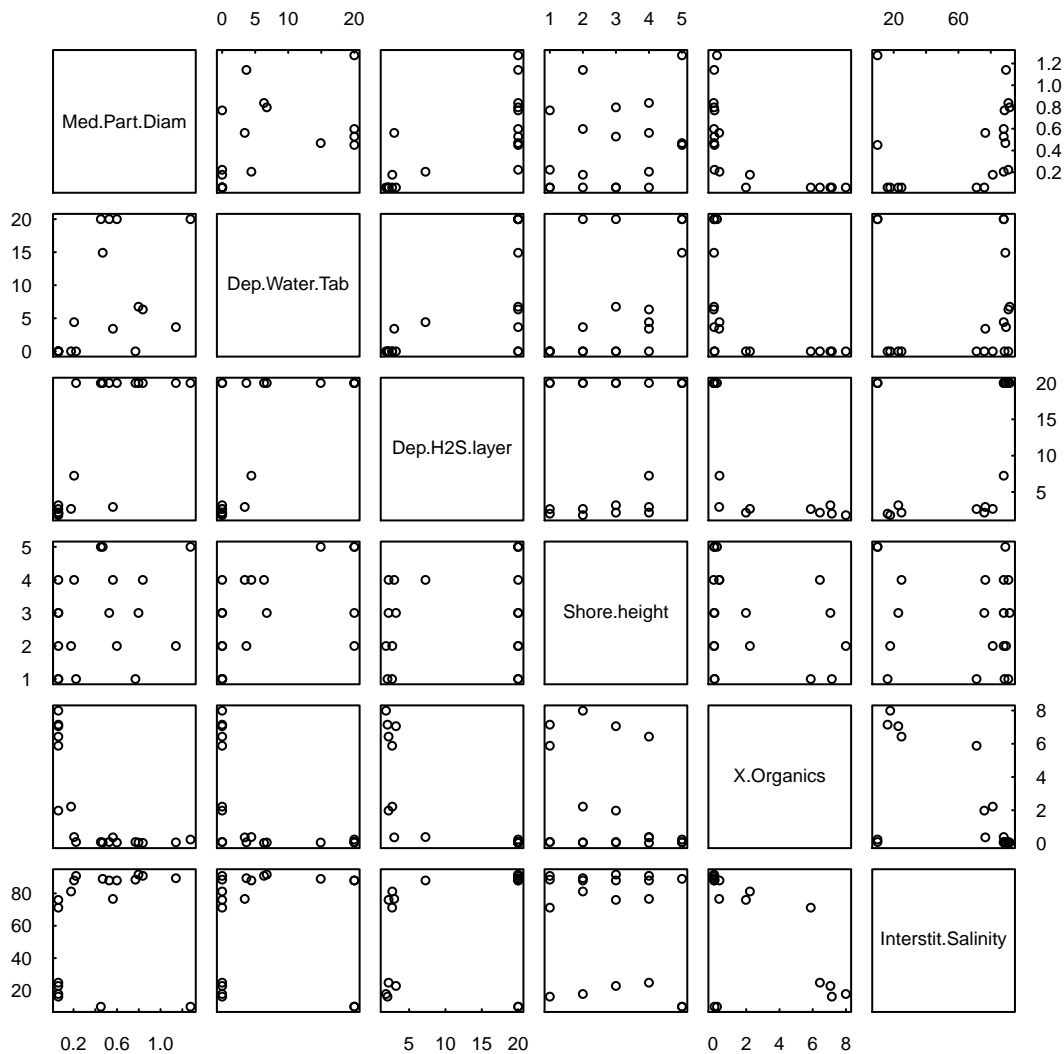 0 5 15 20
1 2 3 4 5
20 60
Med.Part.Diam
0.2 0.4 0.6 0.8 1.0 1.2
0 5 10 15 20
Dep.Water.Tab
Dep.H2S.layer
5 10 15 20
1 2 3 4 5
Shore.height
X.Organics
0 2 4 6 8
20 40 60 80
Interstit.Salinity
0.2 0.6 1.0
5 10 15 20
0 2 4 6 8